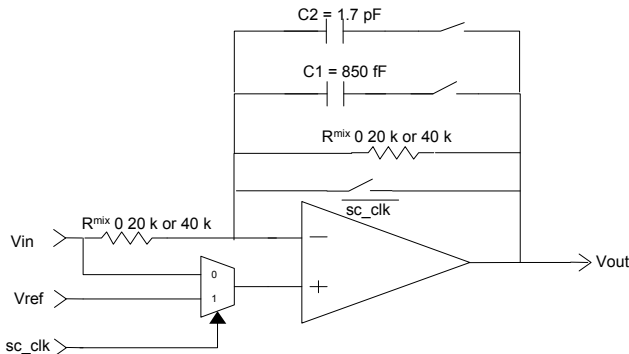 C2 = 1.7 pF
C1 = 850 fF
Rmix 0 20 k or 40 k
sc_clk
Rmix 0 20 k or 40 k
Vin
−
0
Vref
1
+
Vout
sc_clk